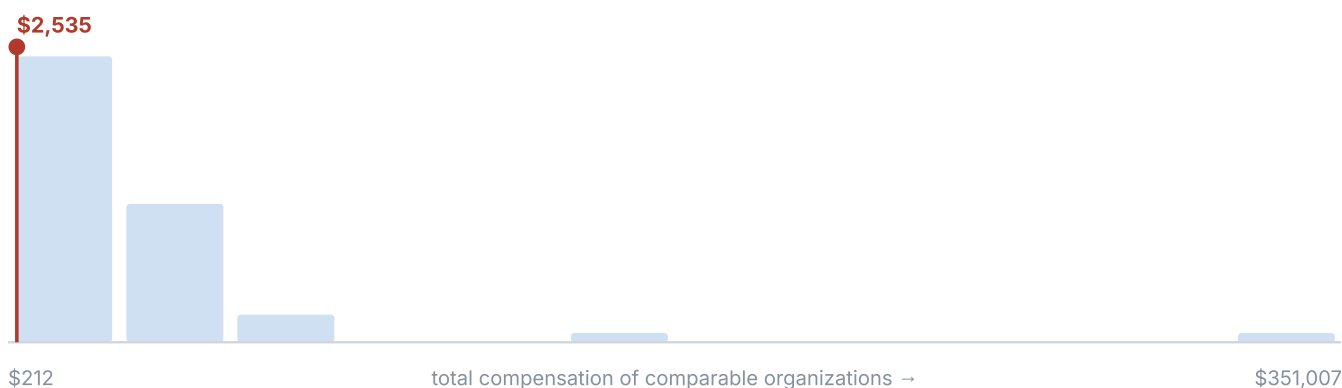 $2,535
$212 total compensation of comparable organizations → $351,007